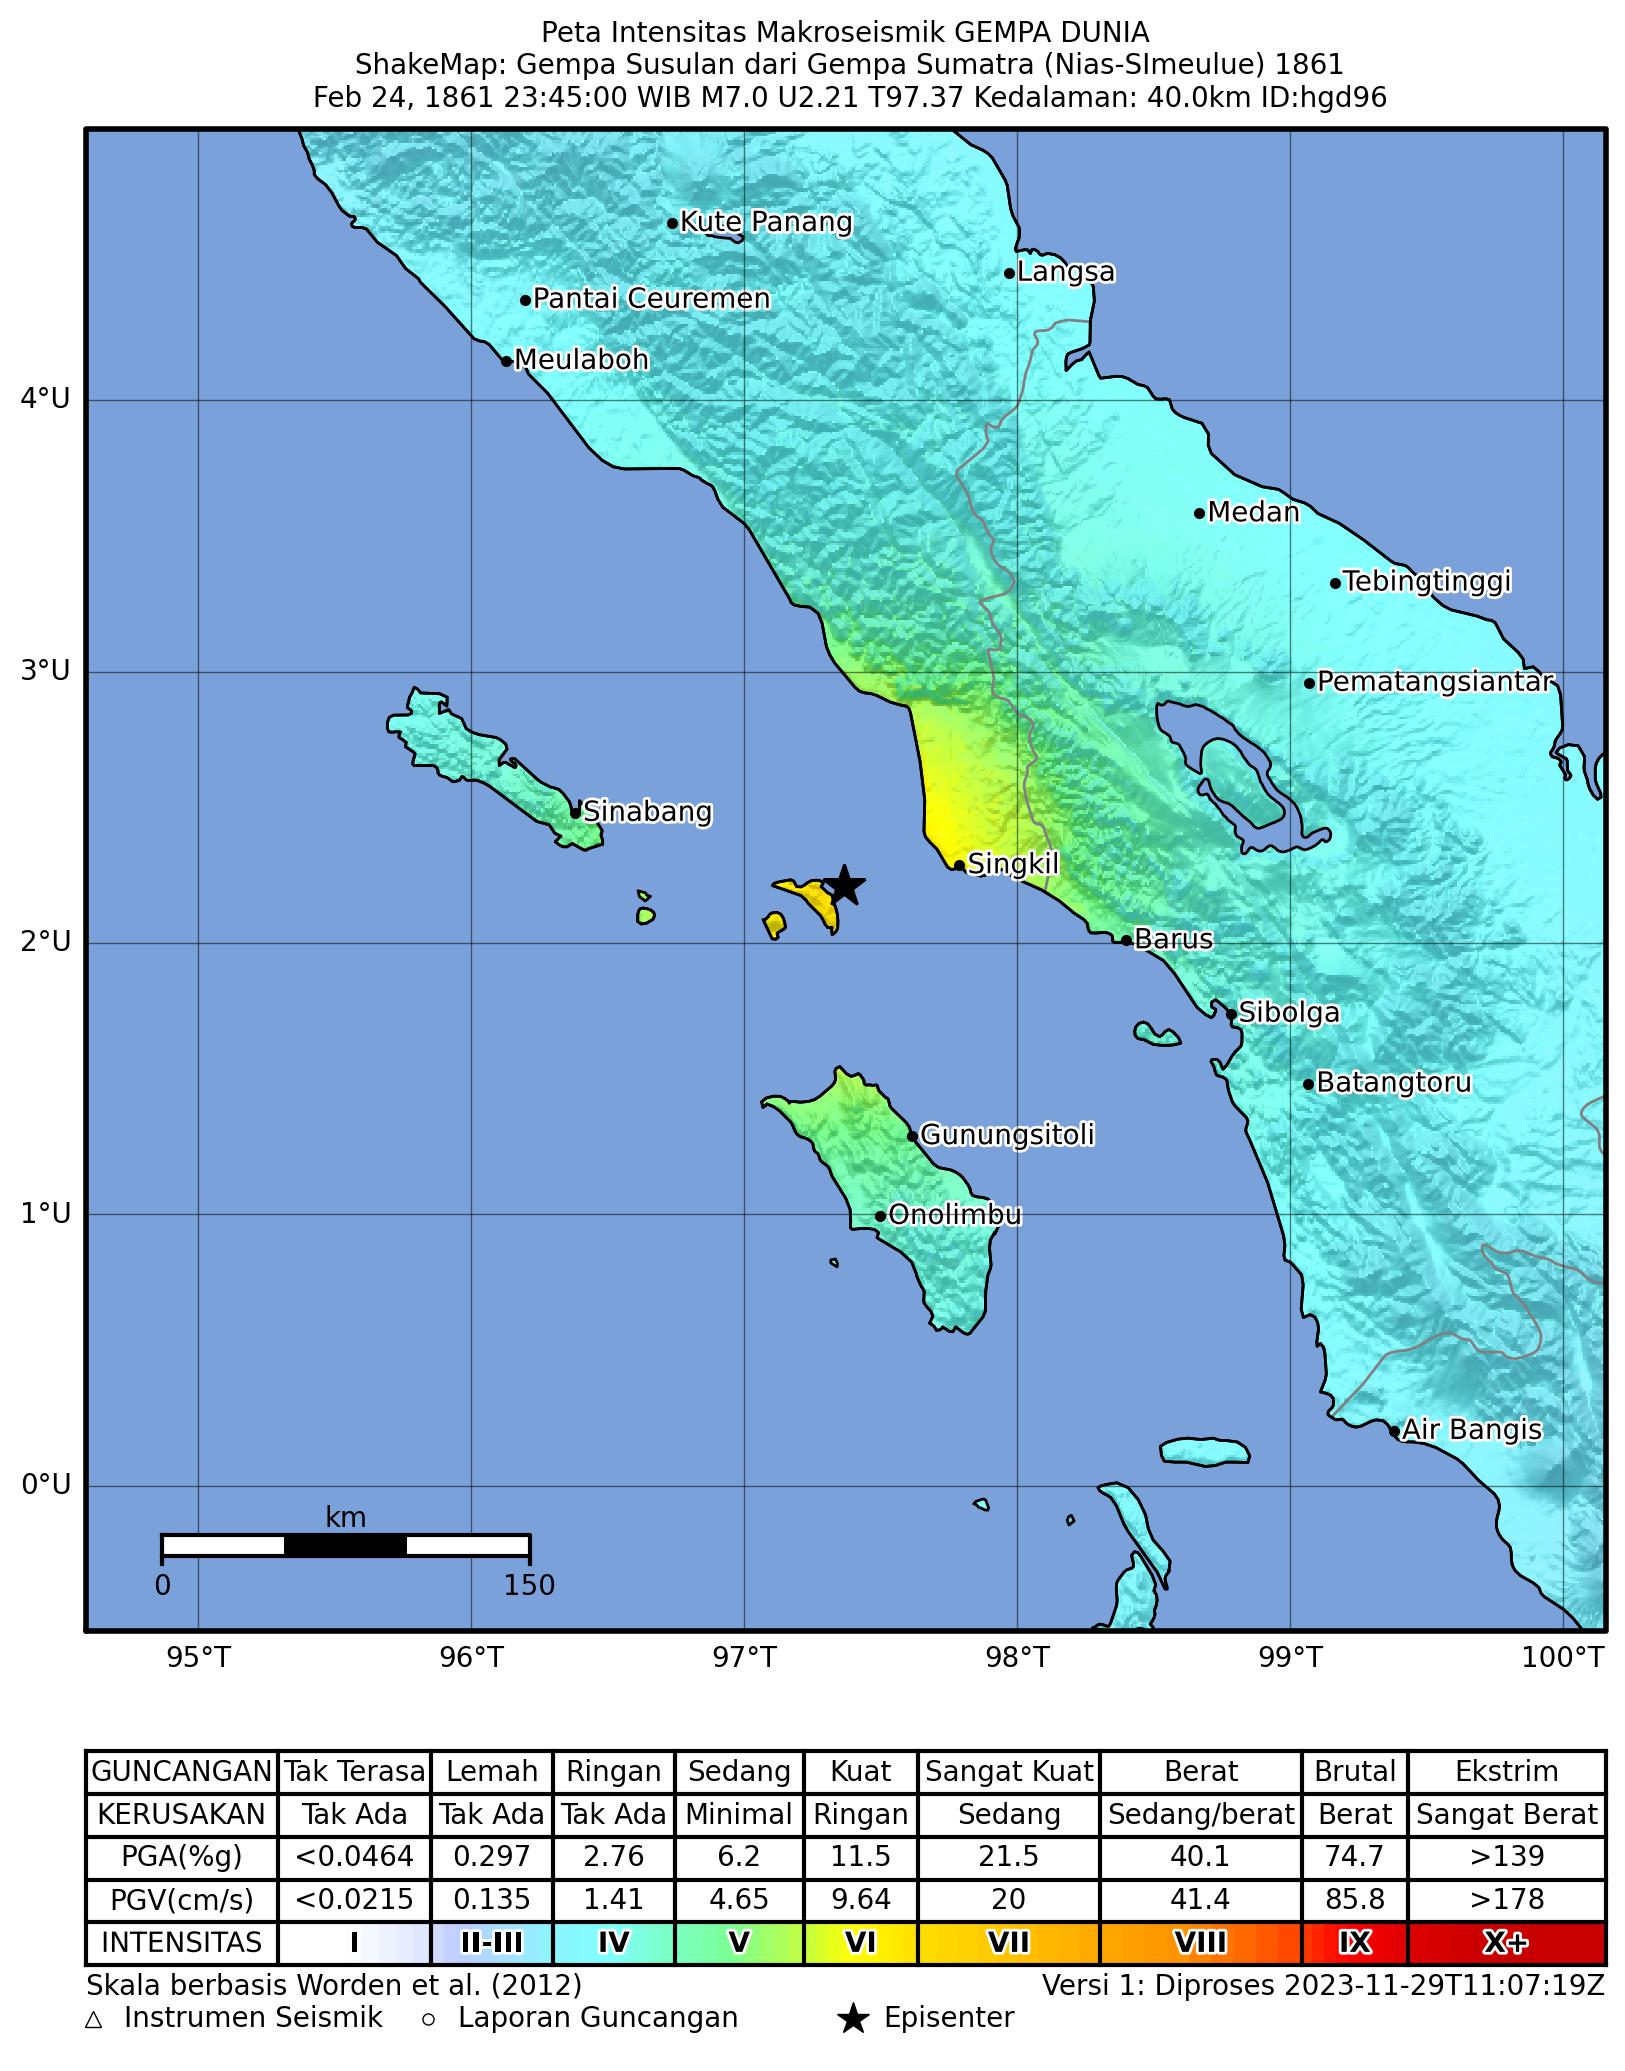 Peta Intensitas Makroseismik GEMPA DUNIA
ShakeMap: Gempa Susulan dari Gempa Sumatra (Nias-SImeulue) 1861
Feb 24, 1861 23:45:00 WIB M7.0 U2.21 T97.37 Kedalaman: 40.0km ID:hgd96
Kute Panang
Langsa
Pantai Ceuremen
Meulaboh
4°U
Medan
Tebingtinggi
3°U
Pematangsiantar
Sinabang
Singkil
2°U
Barus
Sibolga
Batangtoru
Gunungsitoli
1°U
Onolimbu
Air Bangis
0°U
km
0 150
95°T 96°T 97°T 98°T 99°T 100°T
GUNCANGAN Tak Terasa Lemah Ringan Sedang Kuat Sangat Kuat Berat Brutal Ekstrim
KERUSAKAN Tak Ada Tak Ada Tak Ada Minimal Ringan Sedang Sedang/berat Berat Sangat Berat
PGA(%g) <0.0464 0.297 2.76 6.2 11.5 21.5 40.1 74.7 >139
PGV(cm/s) <0.0215 0.135 1.41 4.65 9.64 20 41.4 85.8 >178
INTENSITAS I II-III IV V VI VII VIII IX X+
Skala berbasis Worden et al. (2012) Versi 1: Diproses 2023-11-29T11:07:19Z
Instrumen Seismik Laporan Guncangan Episenter